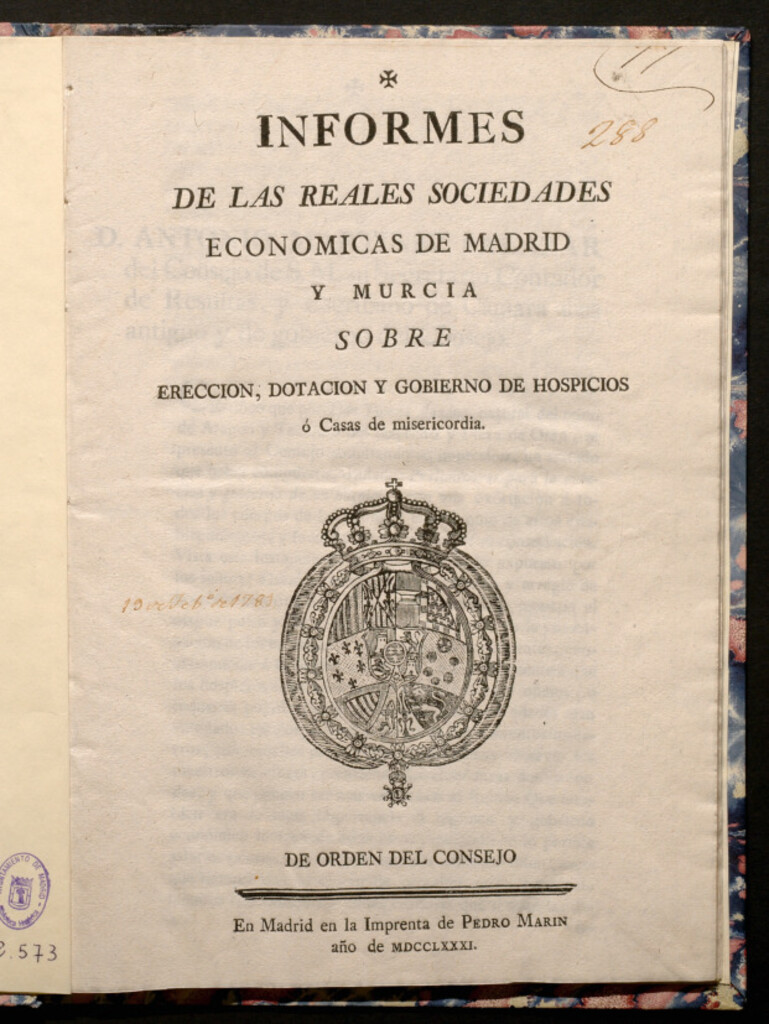 INFORMES
288
DE LAS REALES SOCIEDADES
ECONOMICAS DE MADRID
Y MURCIA
SOBRE
ERECCION, DOTACION Y GOBIERNO DE HOSPICIOS
ó Casas de misericordia.
DE ORDEN DEL CONSEJO
En Madrid en la Imprenta de PEDRO MARIN
año de MDCCLXXXI.
.573